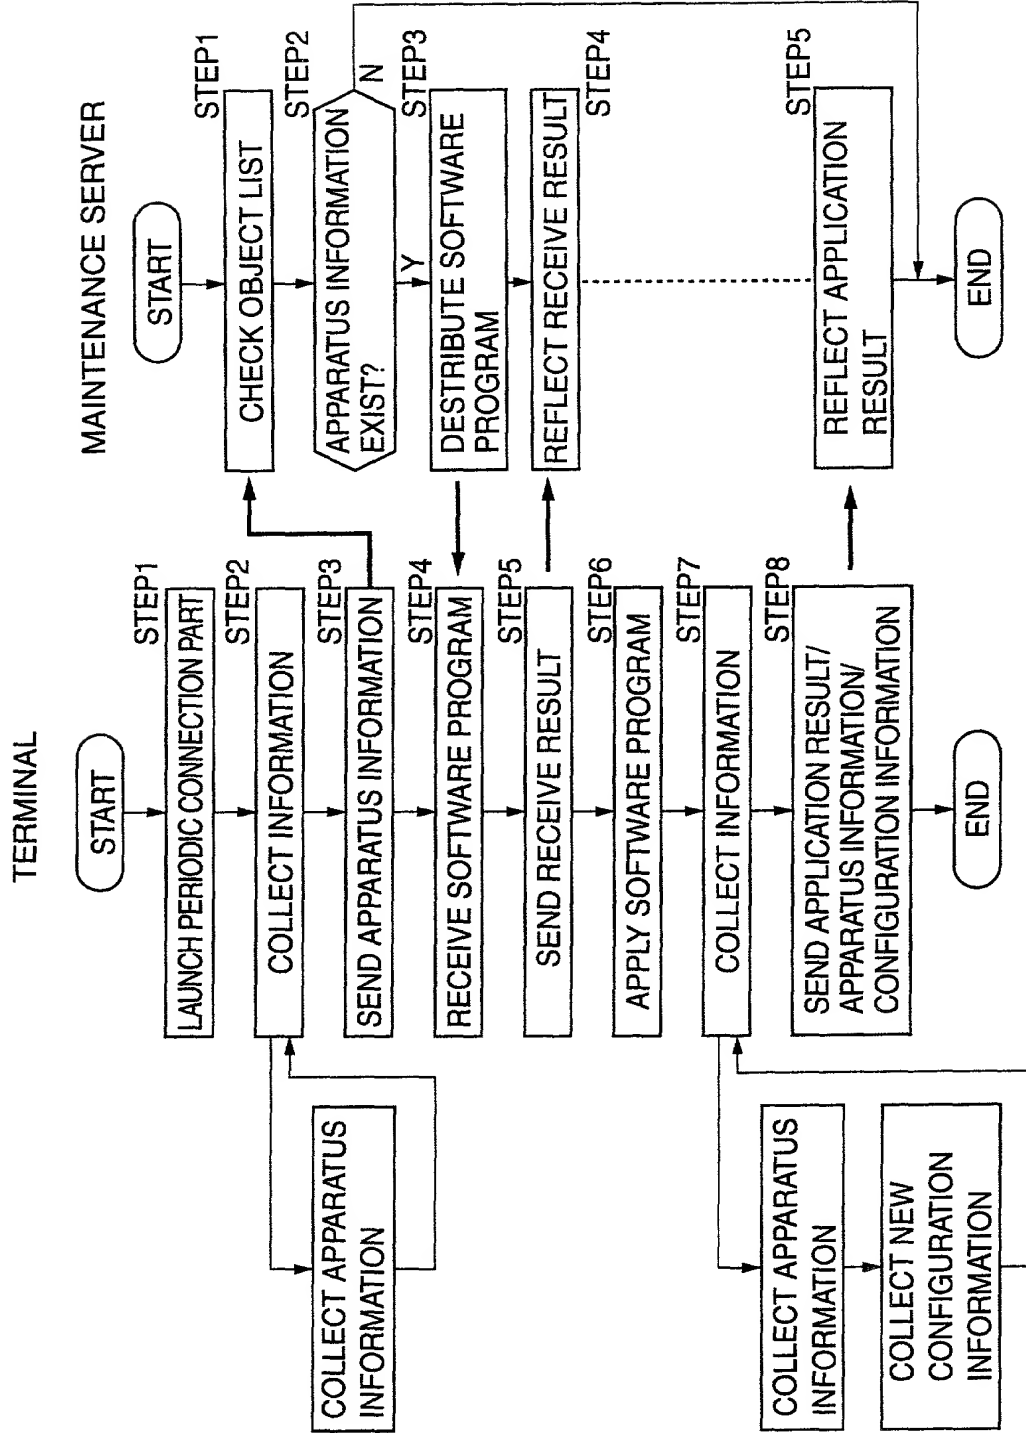 TERMINAL
START
STEP1
LAUNCH PERIODIC CONNECTION PART
STEP2
COLLECT INFORMATION
COLLECT APPARATUS
INFORMATION
STEP3
SEND APPARATUS INFORMATION
STEP4
RECEIVE SOFTWARE PROGRAM
STEP5
SEND RECEIVE RESULT
STEP6
APPLY SOFTWARE PROGRAM
STEP7
COLLECT INFORMATION
COLLECT APPARATUS
INFORMATION
COLLECT NEW
CONFIGURATION
INFORMATION
STEP8
SEND APPLICATION RESULT/
APPARATUS INFORMATION/
CONFIGURATION INFORMATION
END
MAINTENANCE SERVER
START
STEP1
CHECK OBJECT LIST
STEP2
APPARATUS INFORMATION
EXIST?
N
Y
STEP3
DESTRIBUTE SOFTWARE
PROGRAM
STEP4
REFLECT RECEIVE RESULT
STEP5
REFLECT APPLICATION
RESULT
END